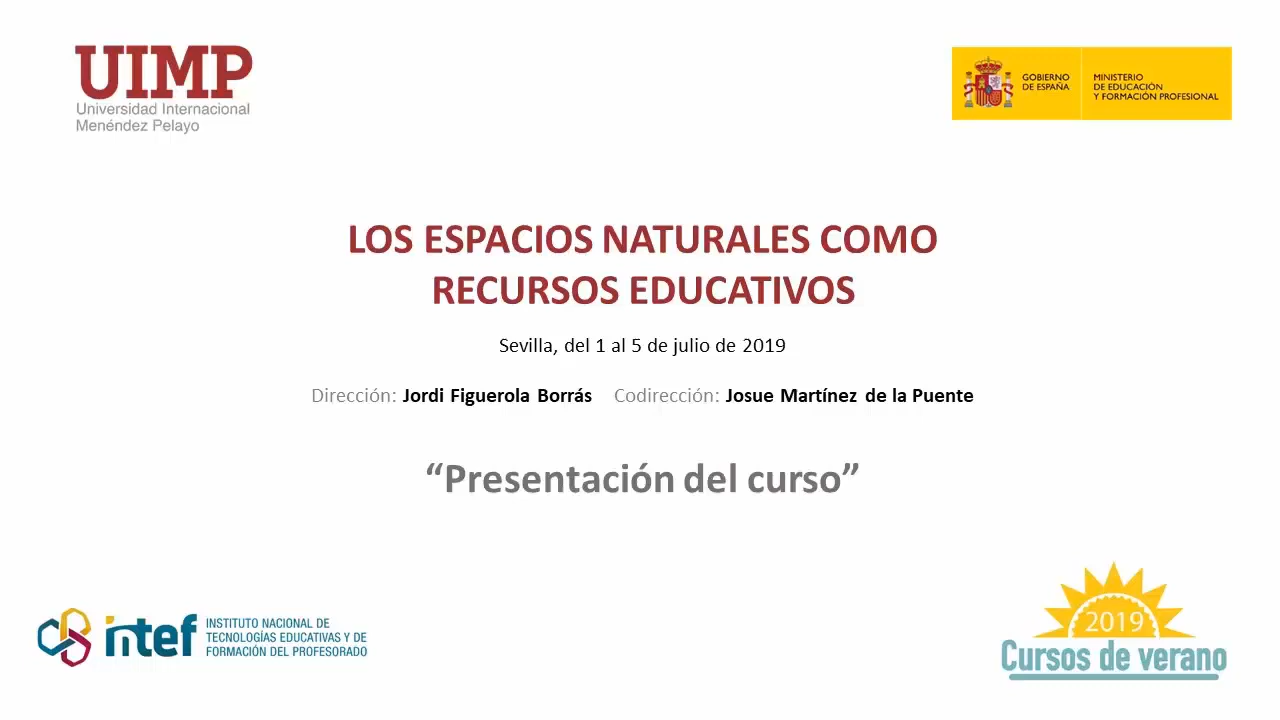 UIMP
Universidad Internacional
Menéndez Pelayo
GOBIERNO
DE ESPAÑA
MINISTERIO
DE EDUCACIÓN
Y FORMACIÓN PROFESIONAL
LOS ESPACIOS NATURALES COMO
RECURSOS EDUCATIVOS
Sevilla, del 1 al 5 de julio de 2019
Dirección: Jordi Figuerola Borrás Codirección: Josue Martínez de la Puente
“Presentación del curso”
intef
INSTITUTO NACIONAL DE
TECNOLOGÍAS EDUCATIVAS Y DE
FORMACIÓN DEL PROFESORADO
2019
Cursos de verano